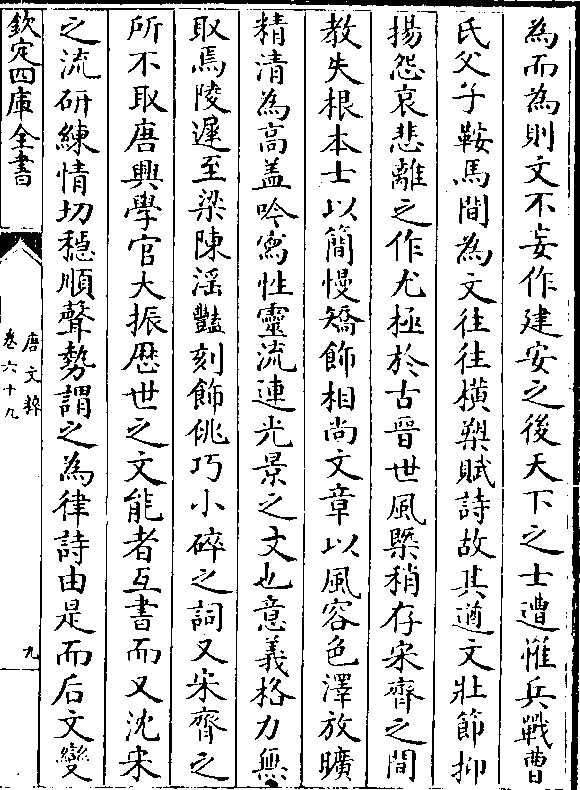 為而為則文不妄作建安之後天下之士遭罹兵戰曹
氏父子鞍馬間為文往往橫槊賦詩故其遒文壯節抑
揚怨哀悲離之作尤極於古晉世風槩稍存宋齊之間
教失根本士以簡慢矯飾相尚文章以風容色澤放曠
精清為高盖吟寫性靈流連光景之文也意義格力無
取焉陵遲至梁陳滛豔刻飾佻巧小碎之詞又宋齊之
所不取唐興學官大振歷世之文能者互書而又沈宋
之流研練情切穩順聲勢謂之為律詩由是而后文變
欽定四庫全書
唐文粹
卷六十九
九